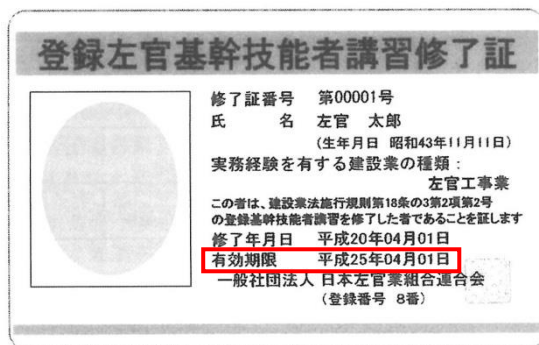 登録左官基幹技能者講習修了証
修了証番号 第00001号
氏 名 左官 太郎
(生年月日 昭和43年11月11日)
実務経験を有する建設業の種類:
左官工事業
この者は、建設業法施行規則第18条の3第2項第2号
の登録基幹技能者講習を修了した者であることを証します
修了年月日 平成20年04月01日
有効期限 平成25年04月01日
一般社団法人 日本左官業組合連合会
(登録番号 8番)